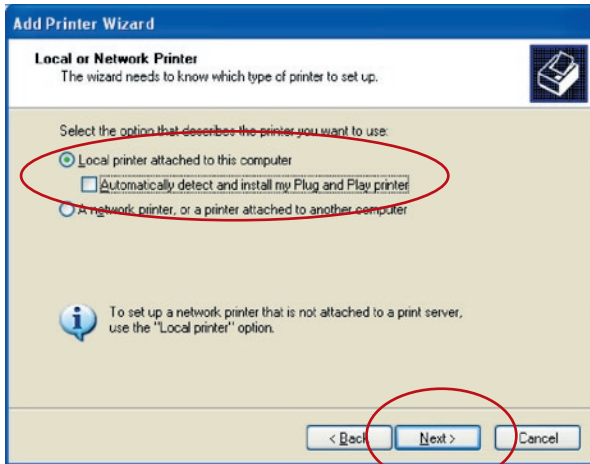 Add Printer Wizard
Local or Network Printer
The wizard needs to know which type of printer to set up.
Select the option that describes the printer you want to use:
Local printer attached to this computer
Automatically detect and install my Plug and Play printer
A network printer, or a printer attached to another computer
To set up a network printer that is not attached to a print server,
use the "Local printer" option.
< Back Next > Cancel